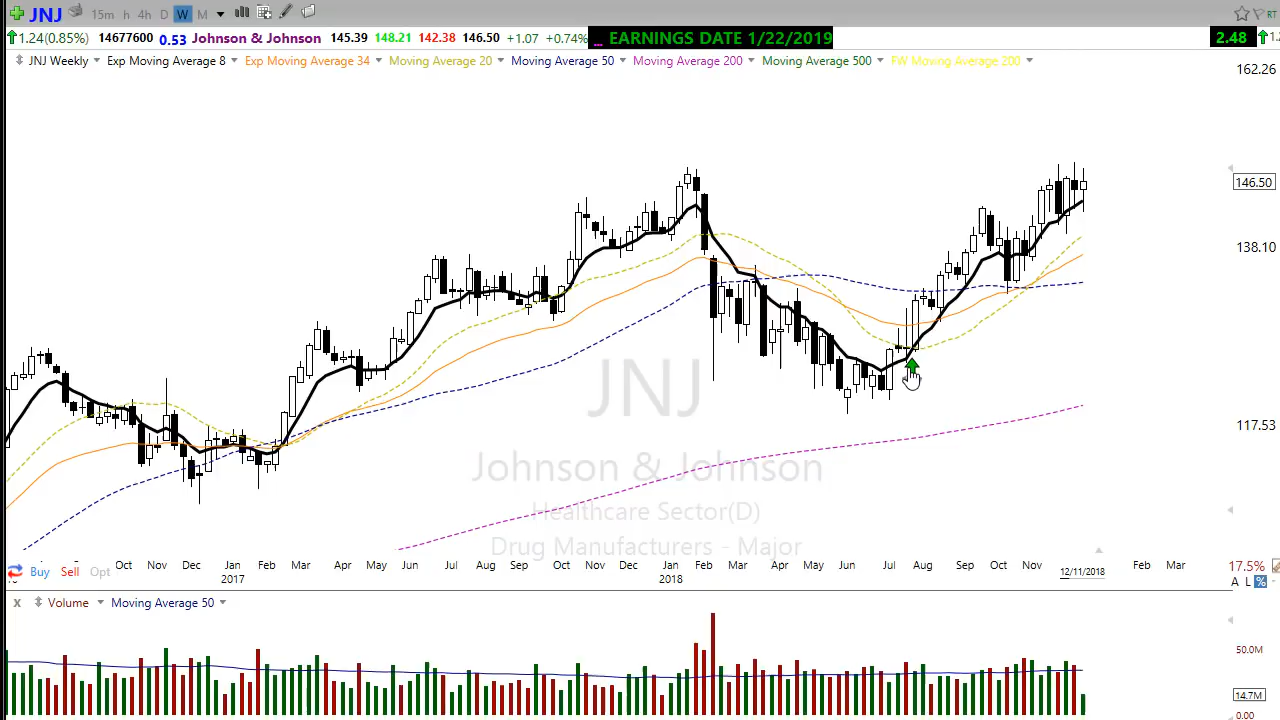 JNJ 15m h 4h D W M RT
1.24(0.85%) 14677600 0.53 Johnson & Johnson 145.39 148.21 142.38 146.50 +1.07 +0.74% _ EARNINGS DATE 1/22/2019 2.48
JNJ Weekly Exp Moving Average 8 Exp Moving Average 34 Moving Average 20 Moving Average 50 Moving Average 200 Moving Average 500 FW Moving Average 200
162.26
146.50
138.10
JNJ
117.53
Johnson & Johnson
Healthcare Sector(D)
Drug Manufacturers - Major
Oct Nov Dec Jan Feb Mar Apr May Jun Jul Aug Sep Oct Nov Dec Jan Feb Mar Apr May Jun Jul Aug Sep Oct Nov 12/11/2018 Feb Mar
17.5%
Buy Sell Opt
2017 2018
A L %
x Volume Moving Average 50
50.0M
14.7M
0.00